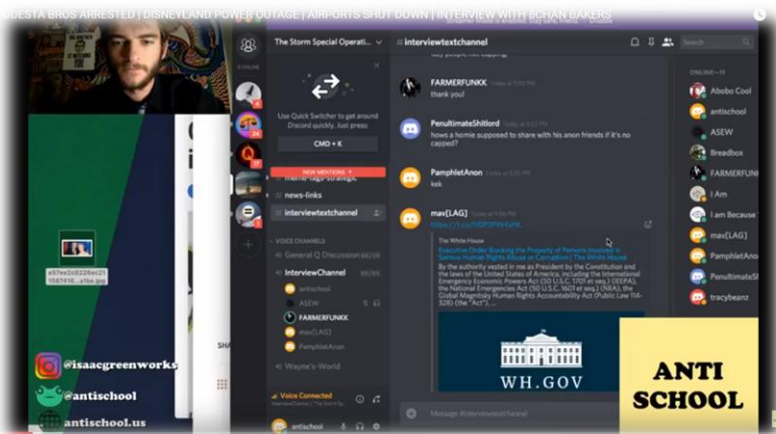 ODESTA BROS ARRESTED | DISNEYLAND POWER OUTAGE | AIRPORTS SHUT DOWN | INTERVIEW WITH 8CHAN BAKERS
The Storm Special Operati...
Use Quick Switcher to get around
Discord quickly. Just press:
CMD + K
NEW MENTIONS
news-links
interviewtextchannel
VOICE CHANNELS
General Q Discussion
InterviewChannel
antischool
ASEW
FARMERFUNKK
mav[LAG]
PamphletAnon
Wayne's-World
Voice Connected
antischool
interviewtextchannel
Search
FARMERFUNKK
thank you!
PenultimateShitlord
hows a homie supposed to share with his anon friends if it's no
capped?
PamphletAnon
kek
mav[LAG]
The White House
Executive Order Blocking the Property of Persons Involved in
Serious Human Rights Abuse or Corruption | The White House
By the authority vested in me as President by the Constitution and
the laws of the United States of America, including the International
Emergency Economic Powers Act (50 U.S.C. 1701 et seq.) (IEEPA),
the National Emergencies Act (50 U.S.C. 1601 et seq.) (NEA), the
Global Magnitsky Human Rights Accountability Act (Public Law 114-
328) (the "Act"), ...
WH.GOV
Message #interviewtextchannel
ONLINE—11
Abobo Cool
antischool
ASEW
Breadbox
FARMERFUN
I Am
I am Because
mav[LAG]
PamphletAno
PenultimateS
tracybeanz
@isaacgreenworks
@antischool
antischool.us
ANTI
SCHOOL